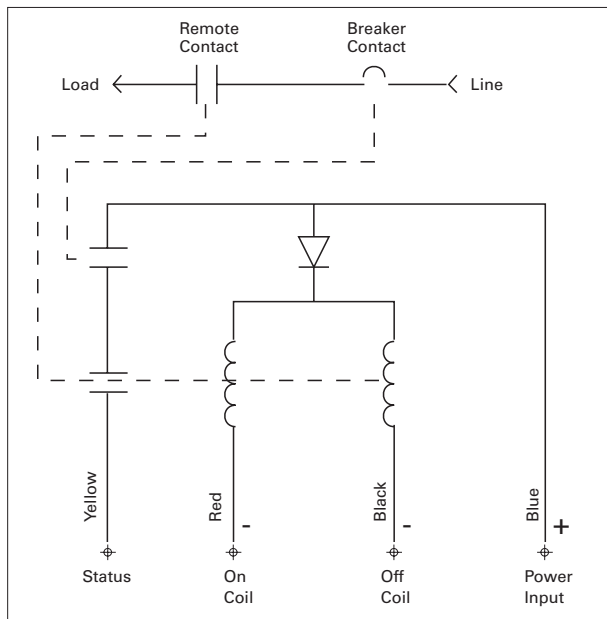 Remote
Contact
Breaker
Contact
Load
Line
Yellow
Red
-
Black
-
Blue
+
Status
On
Coil
Off
Coil
Power
Input